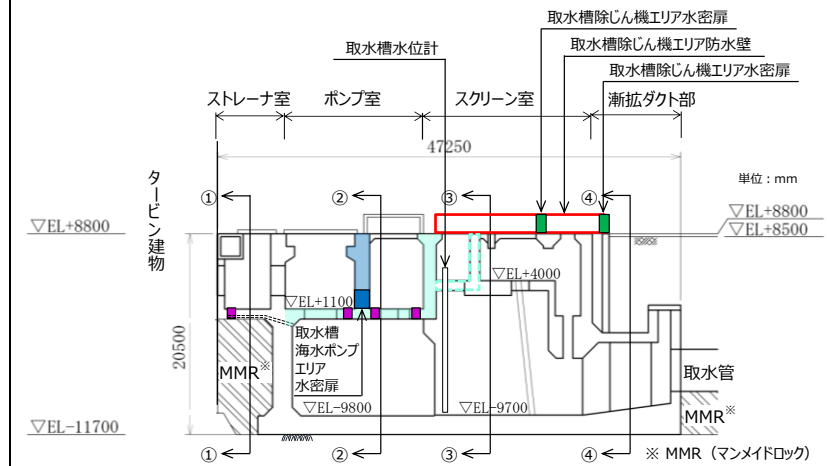 取水槽除じん機エリア水密扉
取水槽水位計
取水槽除じん機エリア防水壁
取水槽除じん機エリア水密扉
ストレーナ室
ポンプ室
スクリーン室
漸拡ダクト部
47250
タービン建物
単位：mm
① ② ③ ④
▽EL+8800
▽EL+8800
▽EL+8500
▽EL+4000
▽EL+1100
20500
取水槽
海水ポンプ
エリア
水密扉
MMR※
取水管
MMR※
▽EL-9800
▽EL-9700
▽EL-11700
① ② ③ ④
※ MMR（マンメイドロック）